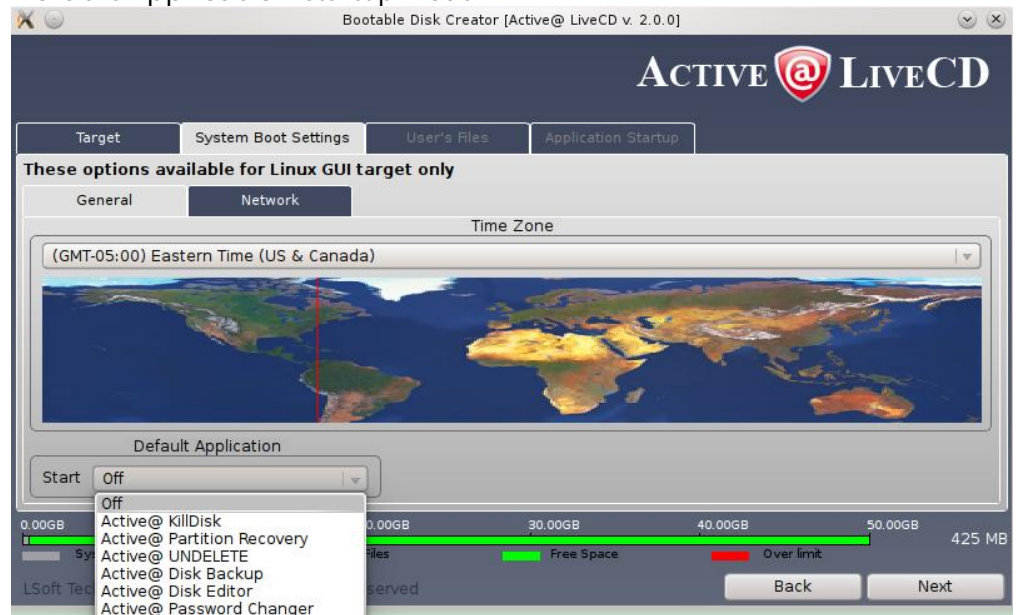 Bootable Disk Creator [Active@ LiveCD v. 2.0.0]
ACTIVE @ LIVECD
Target System Boot Settings User's Files Application Startup
These options available for Linux GUI target only
General Network
Time Zone
(GMT-05:00) Eastern Time (US & Canada)
Default Application
Start Off
Off
Active@ KillDisk
Active@ Partition Recovery
Active@ UNDELETE
Active@ Disk Backup
Active@ Disk Editor
Active@ Password Changer
0.00GB 0.00GB 30.00GB 40.00GB 50.00GB
425 MB
Sy Files Free Space Over limit
LSoft Tec served
Back Next